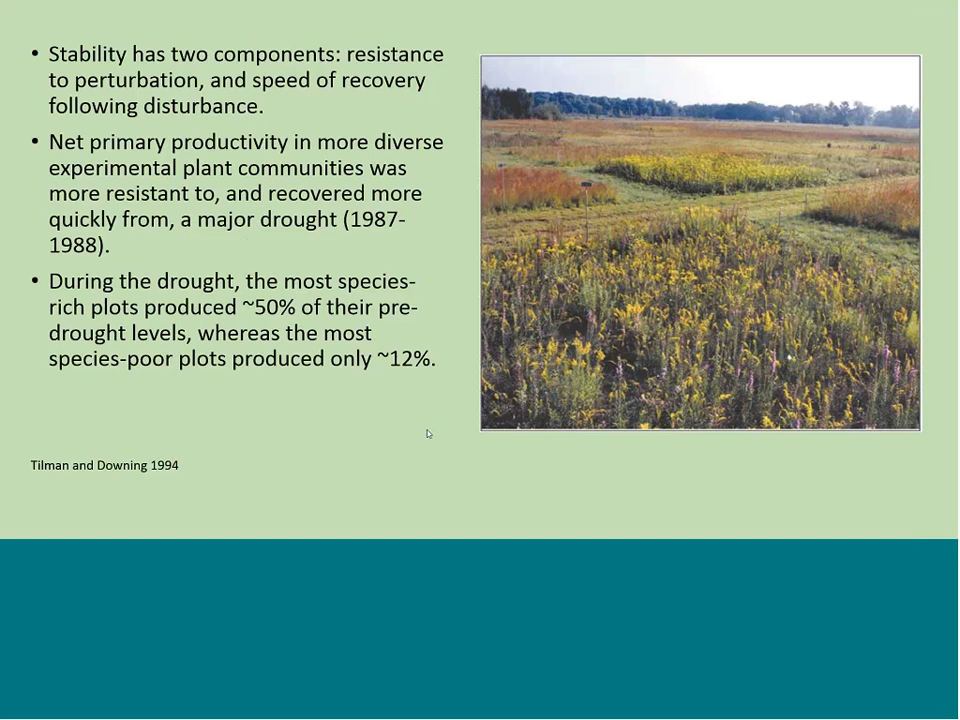 • Stability has two components: resistance
to perturbation, and speed of recovery
following disturbance.
• Net primary productivity in more diverse
experimental plant communities was
more resistant to, and recovered more
quickly from, a major drought (1987-
1988).
• During the drought, the most species-
rich plots produced ~50% of their pre-
drought levels, whereas the most
species-poor plots produced only ~12%.
Tilman and Downing 1994